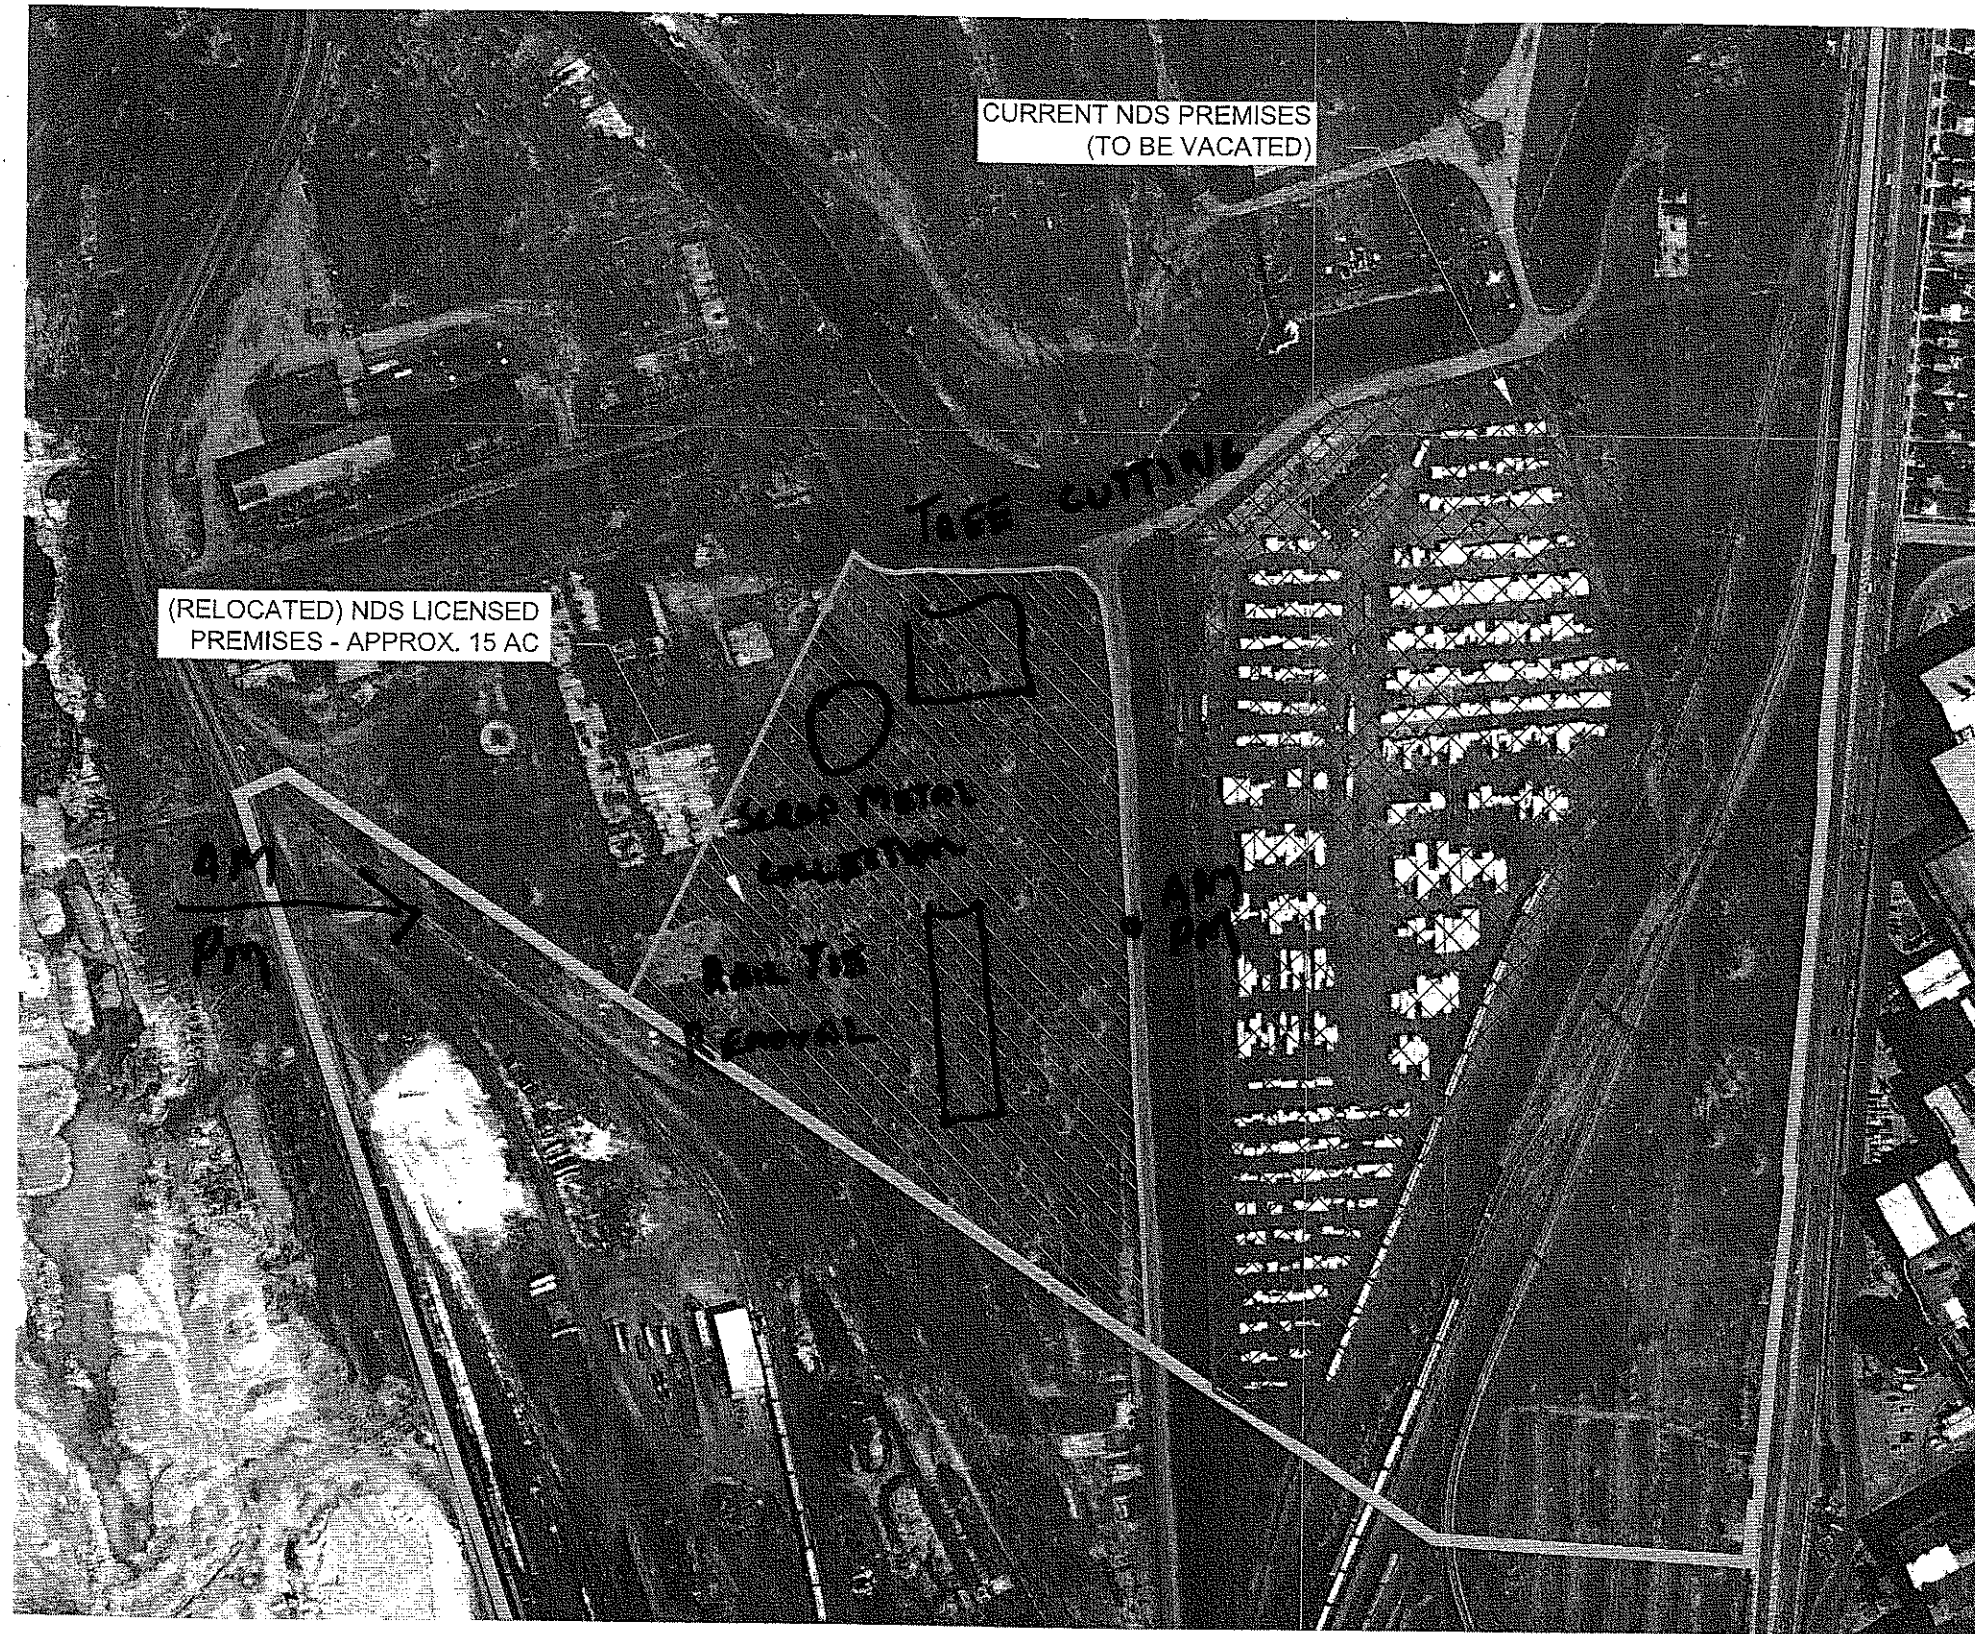 CURRENT NDS PREMISES
(TO BE VACATED)
TREE CUTTING
(RELOCATED) NDS LICENSED
PREMISES - APPROX. 15 AC
SCRAP METAL
COLLECTION
AM
PM
AM
PM
RAIL TIE
REMOVAL